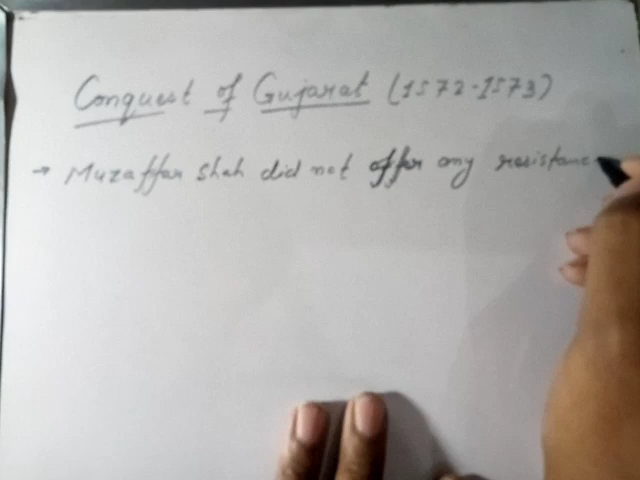 Conquest of Gujarat (1572-1573)
→ Muzaffar Shah did not offer any resistance